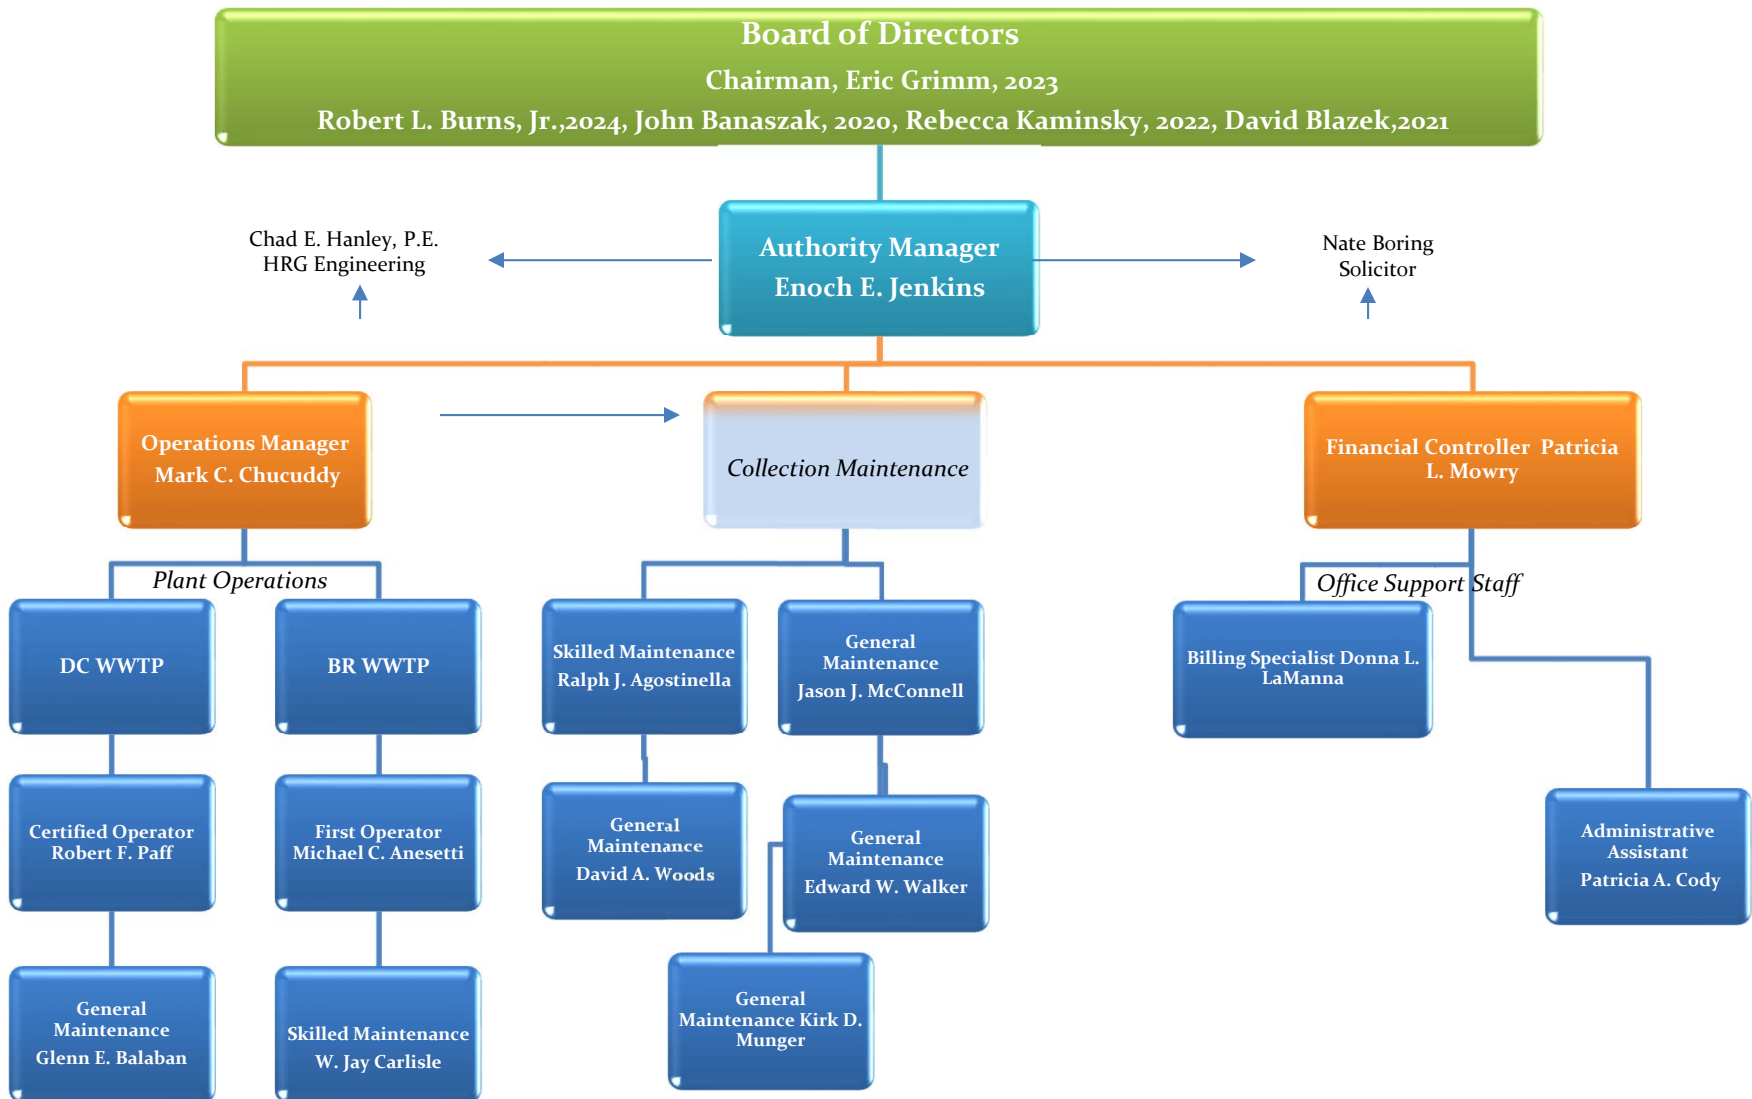 Board of Directors
Chairman, Eric Grimm, 2023
Robert L. Burns, Jr.,2024, John Banaszak, 2020, Rebecca Kaminsky, 2022, David Blazek,2021
Chad E. Hanley, P.E.
HRG Engineering
Authority Manager
Enoch E. Jenkins
Nate Boring
Solicitor
Operations Manager
Mark C. Chucuddy
Collection Maintenance
Financial Controller  Patricia
L. Mowry
Plant Operations
Office Support Staff
DC WWTP
BR WWTP
Skilled Maintenance
Ralph J. Agostinella
General
Maintenance
Jason J. McConnell
Billing Specialist Donna L.
LaManna
Certified Operator
Robert F. Paff
First Operator
Michael C. Anesetti
General
Maintenance
David A. Woods
General
Maintenance
Edward W. Walker
Administrative
Assistant
Patricia A. Cody
General
Maintenance
Glenn E. Balaban
Skilled Maintenance
W. Jay Carlisle
General
Maintenance Kirk D.
Munger